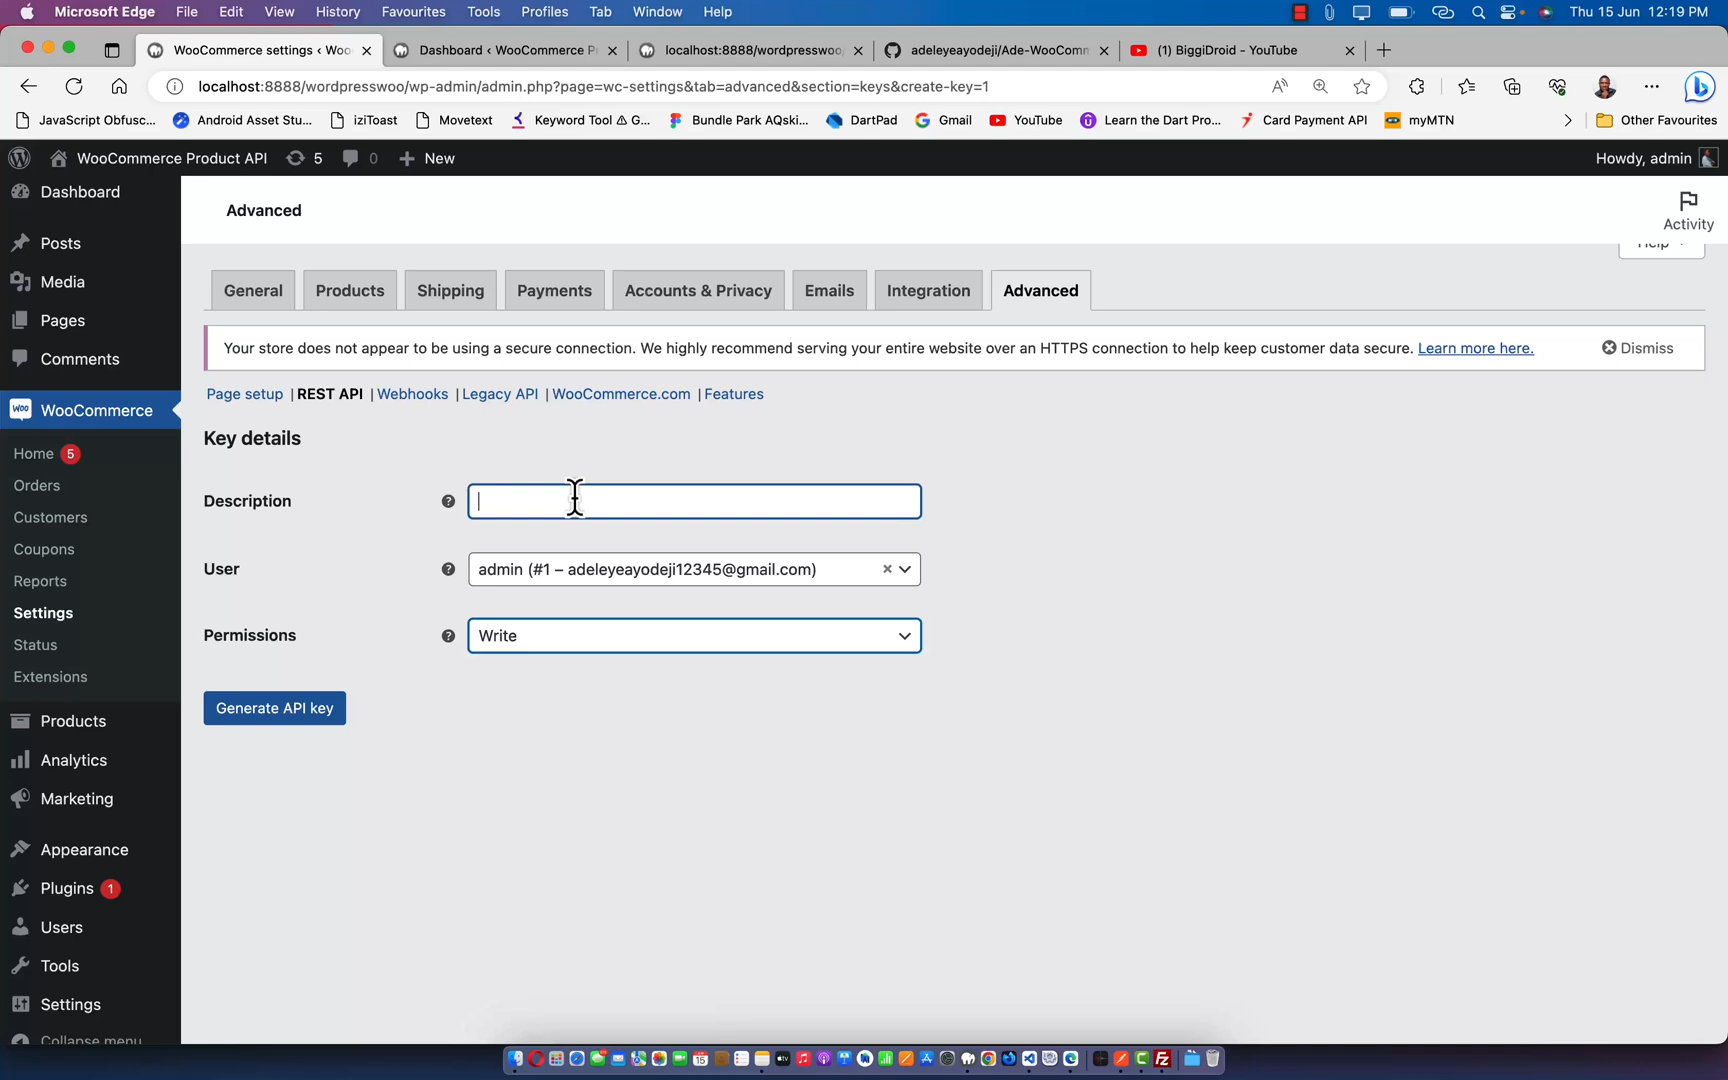 Microsoft Edge File Edit View History Favourites Tools Profiles Tab Window Help Thu 15 Jun 12:19 PM
WooCommerce settings ‹ Woo Dashboard ‹ WooCommerce P localhost:8888/wordpresswoo adeleyeayodeji/Ade-WooComm (1) BiggiDroid - YouTube
localhost:8888/wordpresswoo/wp-admin/admin.php?page=wc-settings&tab=advanced&section=keys&create-key=1
JavaScript Obfusc... Android Asset Stu... iziToast Movetext Keyword Tool ⚠ G... Bundle Park AQski... DartPad Gmail YouTube Learn the Dart Pro... Card Payment API myMTN Other Favourites
WooCommerce Product API 5 0 + New Howdy, admin
Dashboard
Posts
Media
Pages
Comments
WooCommerce
Home 5
Orders
Customers
Coupons
Reports
Settings
Status
Extensions
Products
Analytics
Marketing
Appearance
Plugins 1
Users
Tools
Settings
Collapse menu
Advanced
Activity
Help
General Products Shipping Payments Accounts & Privacy Emails Integration Advanced
Your store does not appear to be using a secure connection. We highly recommend serving your entire website over an HTTPS connection to help keep customer data secure. Learn more here. Dismiss
Page setup | REST API | Webhooks | Legacy API | WooCommerce.com | Features
Key details
Description
User admin (#1 – adeleyeayodeji12345@gmail.com) ×
Permissions Write
Generate API key